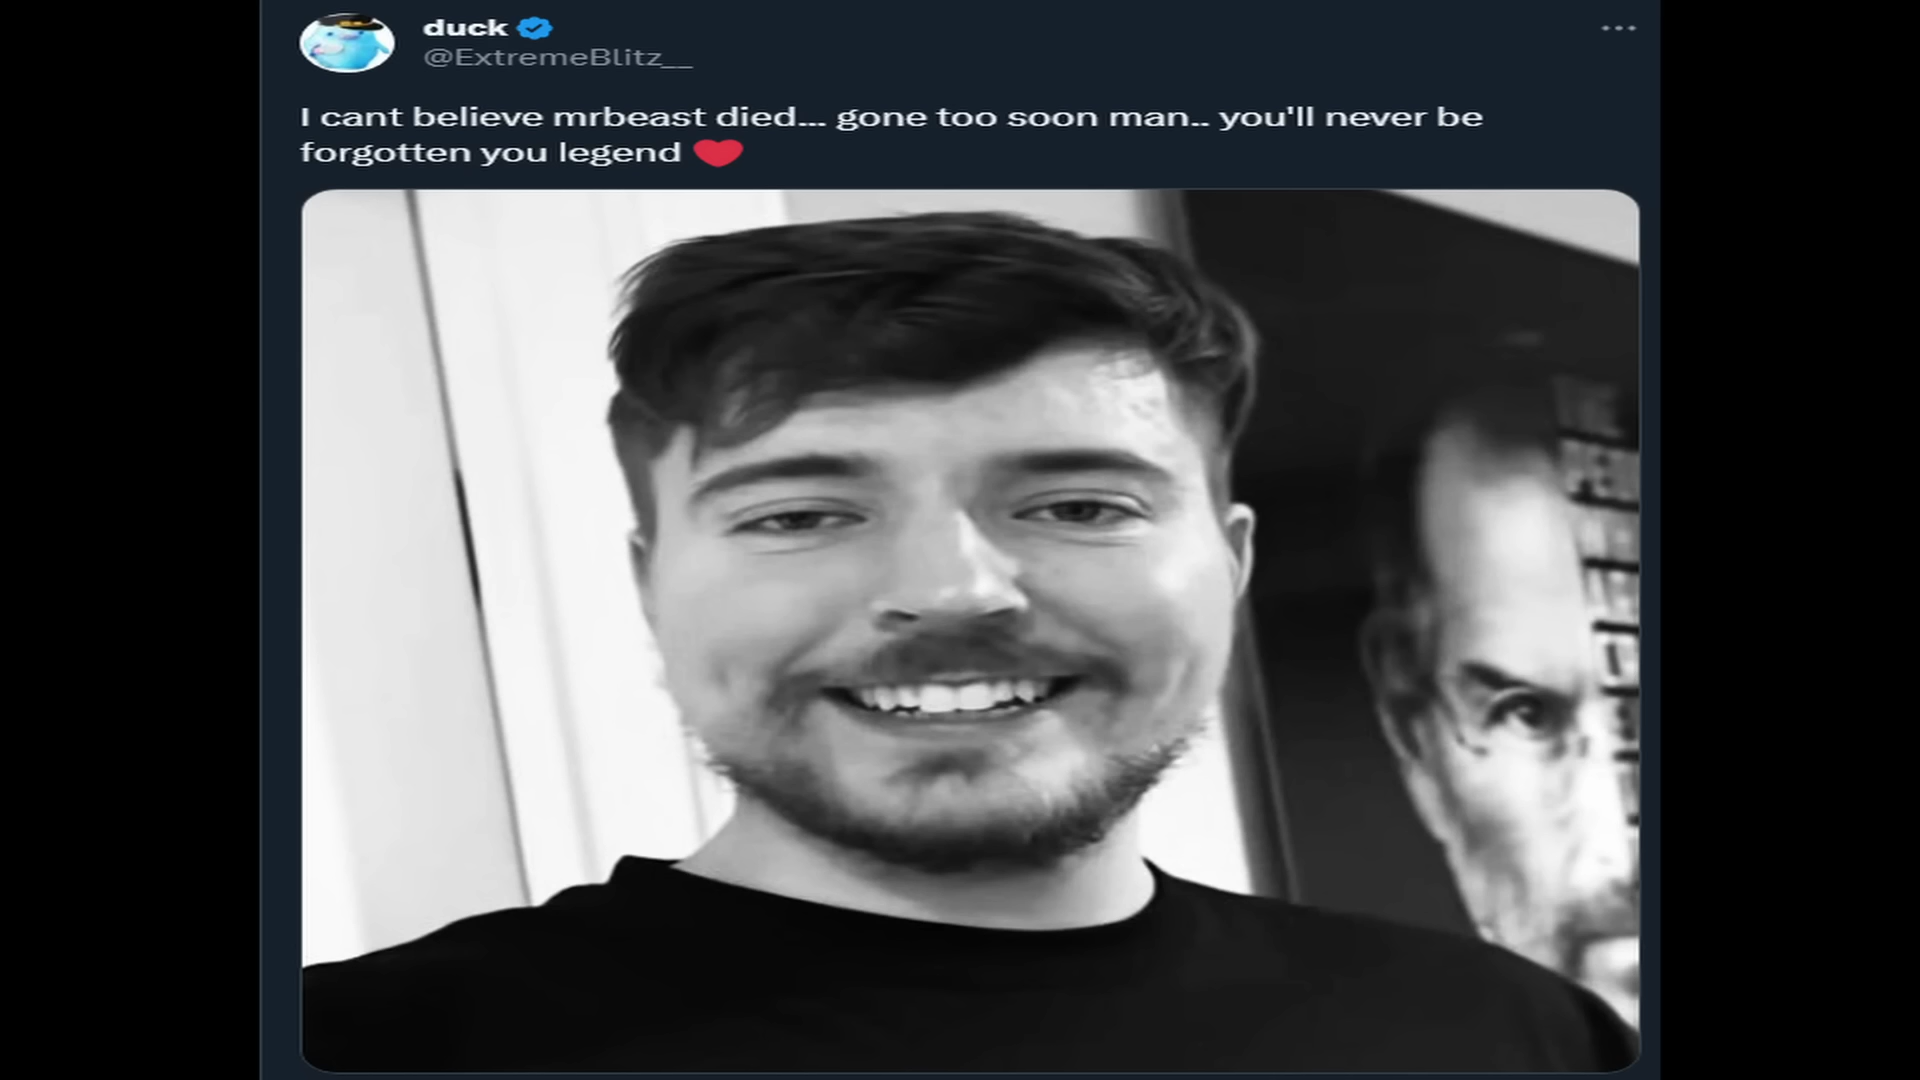 duck
@ExtremeBlitz__
I cant believe mrbeast died... gone too soon man.. you'll never be
forgotten you legend ❤️